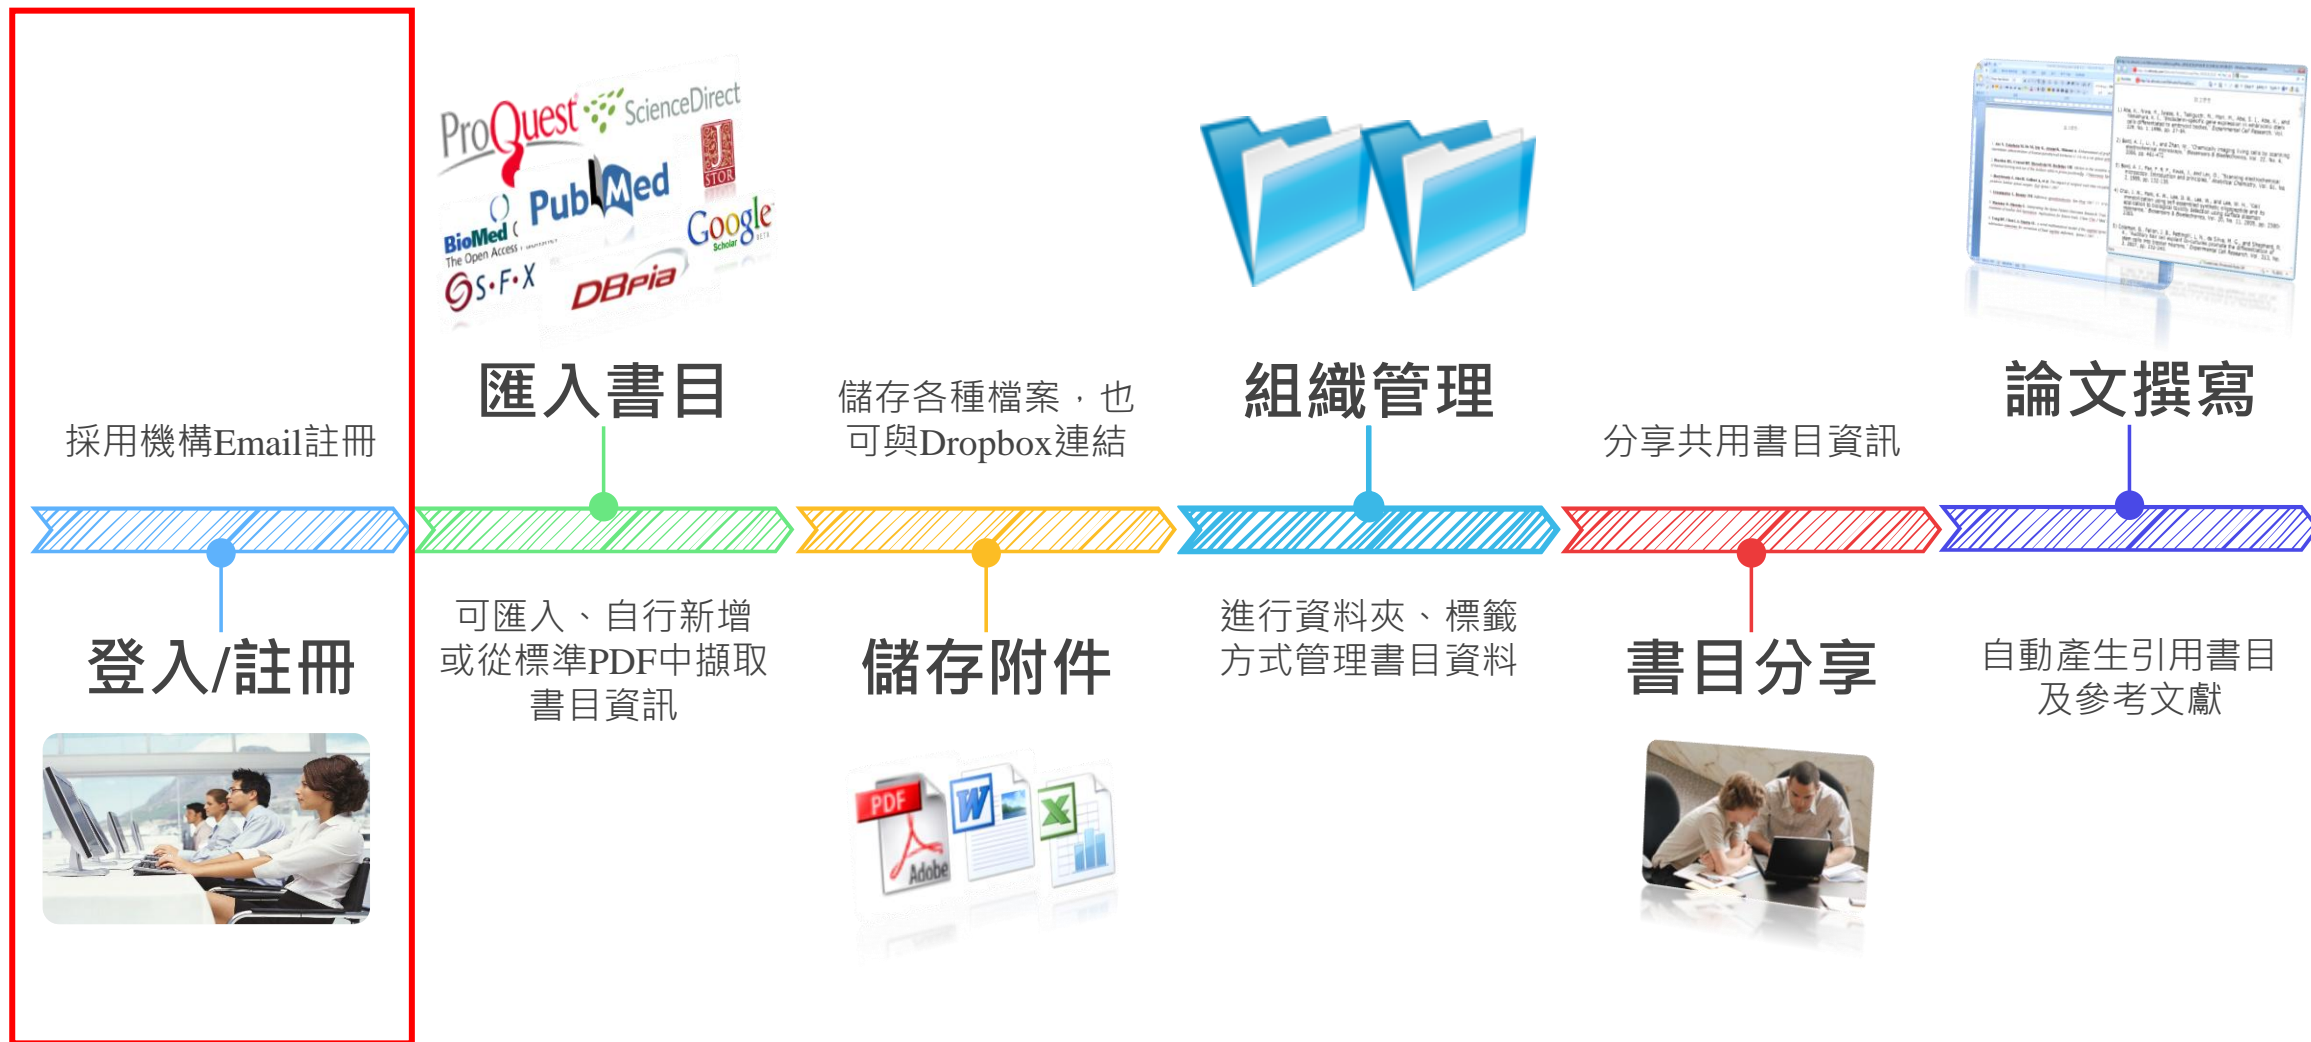 採用機構Email註冊
登入/註冊
ProQuest
ScienceDirect
JSTOR
PubMed
BioMed
The Open Access
Google
Scholar BETA
S·F·X
DBpia
匯入書目
可匯入、自行新增
或從標準PDF中擷取
書目資訊
儲存各種檔案，也
可與Dropbox連結
儲存附件
PDF
Adobe
W
X
組織管理
進行資料夾、標籤
方式管理書目資料
分享共用書目資訊
書目分享
論文撰寫
自動產生引用書目
及參考文獻